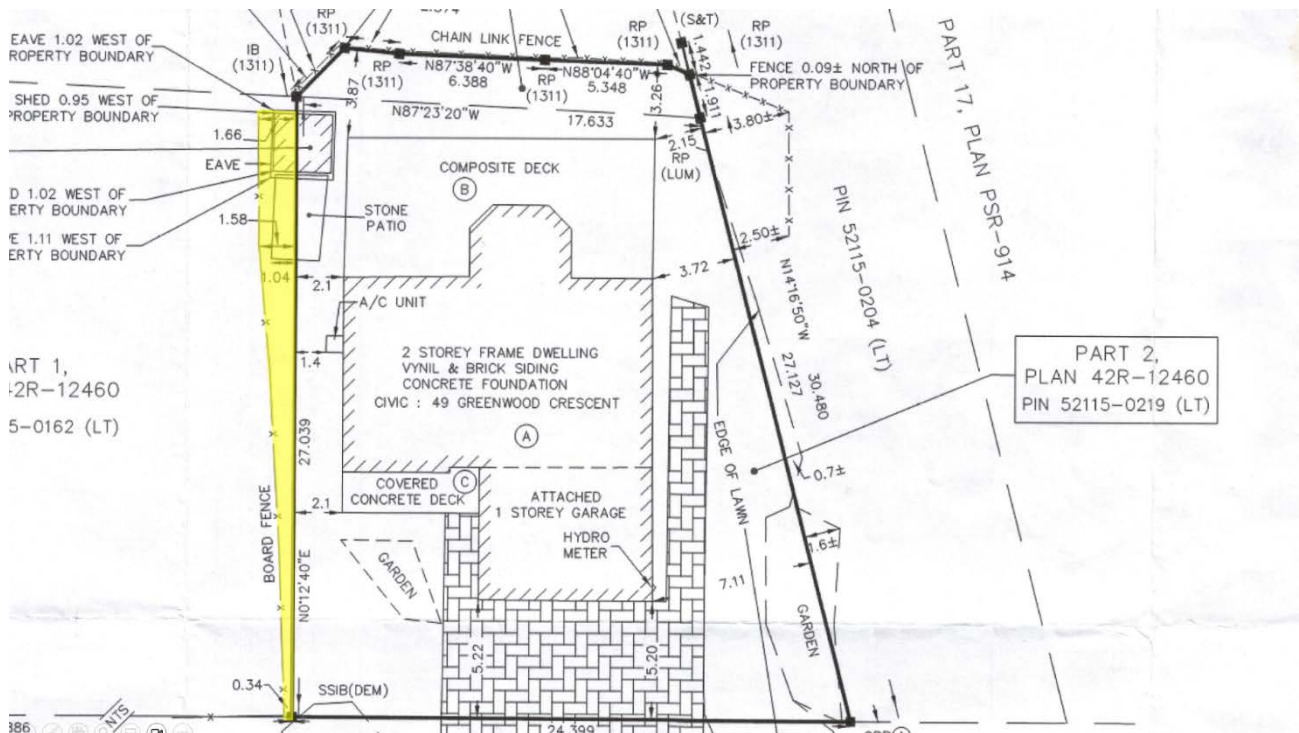 RP
(1311)
CHAIN LINK FENCE
RP
(1311)
(S&T)
RP
(1311)
IB
(1311)
EAVE 1.02 WEST OF
ROPERTY BOUNDARY
N87°38'40"W
6.388
RP
(1311)
RP
(1311)
N88°04'40"W
5.348
1.442
1.911
FENCE 0.09± NORTH OF
PROPERTY BOUNDARY
PART 17, PLAN PSR-914
SHED 0.95 WEST OF
PROPERTY BOUNDARY
3.87
N87°23'20"W
17.633
3.26
3.80±
1.66
2.15
RP
(LUM)
EAVE
COMPOSITE DECK
B
D 1.02 WEST OF
ERTY BOUNDARY
1.58
STONE
PATIO
PIN 52115-0204 (LT)
E 1.11 WEST OF
ERTY BOUNDARY
2.50±
1.04
2.1
3.72
N14°16'50"W
A/C UNIT
27.127
30.480
1.4
2 STOREY FRAME DWELLING
VYNIL & BRICK SIDING
CONCRETE FOUNDATION
CIVIC : 49 GREENWOOD CRESCENT
A
PART 2,
PLAN 42R-12460
PIN 52115-0219 (LT)
ART 1,
2R-12460
5-0162 (LT)
27.039
EDGE OF LAWN
0.7±
COVERED
CONCRETE DECK
C
ATTACHED
1 STOREY GARAGE
2.1
BOARD FENCE
HYDRO
METER
1.6±
N0°12'40"E
GARDEN
7.11
GARDEN
5.22
5.20
0.34
SSIB(DEM)
NTS
386
24.399